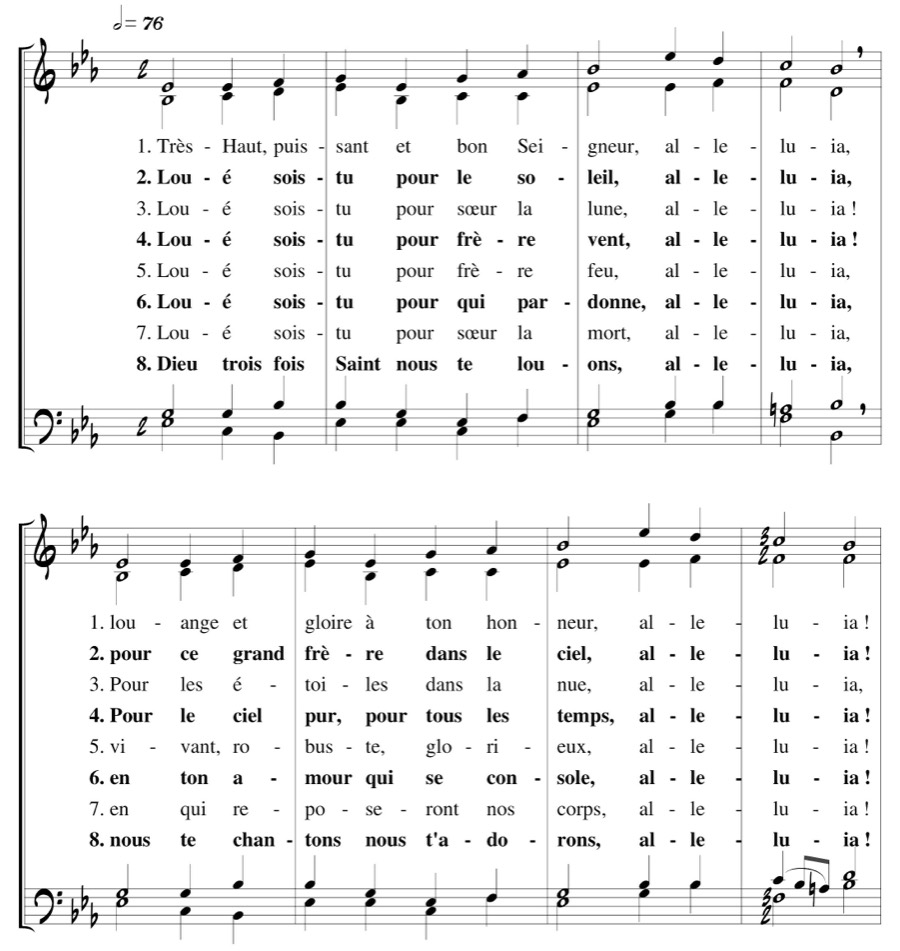 = 76
2
1. Très - Haut, puis - sant et bon Sei - gneur, al - le - lu - ia,
2. Lou - é sois - tu pour le so - leil, al - le - lu - ia,
3. Lou - é sois - tu pour sœur la lune, al - le - lu - ia !
4. Lou - é sois - tu pour frè - re vent, al - le - lu - ia !
5. Lou - é sois - tu pour frè - re feu, al - le - lu - ia,
6. Lou - é sois - tu pour qui par - donne, al - le - lu - ia,
7. Lou - é sois - tu pour sœur la mort, al - le - lu - ia,
8. Dieu trois fois Saint nous te lou - ons, al - le - lu - ia,
2
3
2
1. lou - ange et gloire à ton hon - neur, al - le - lu - ia !
2. pour ce grand frè - re dans le ciel, al - le - lu - ia !
3. Pour les é - toi - les dans la nue, al - le - lu - ia,
4. Pour le ciel pur, pour tous les temps, al - le - lu - ia !
5. vi - vant, ro - bus - te, glo - ri - eux, al - le - lu - ia !
6. en ton a - mour qui se con - sole, al - le - lu - ia !
7. en qui re - po - se - ront nos corps, al - le - lu - ia !
8. nous te chan - tons nous t'a - do - rons, al - le - lu - ia !
3
2